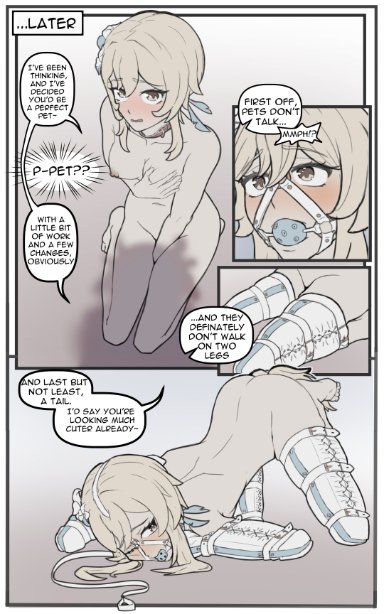 ...LATER
I'VE BEEN
THINKING,
AND I'VE
DECIDED
YOU'D BE
A PERFECT
PET~
P-PET??
WITH A
LITTLE BIT
OF WORK
AND A FEW
CHANGES,
OBVIOUSLY
FIRST OFF,
PETS DON'T
TALK...
MMPH!?
...AND THEY
DEFINATELY
DON'T WALK
ON TWO
LEGS
AND LAST BUT
NOT LEAST,
A TAIL.
I'D SAY YOU'RE
LOOKING MUCH
CUTER ALREADY~